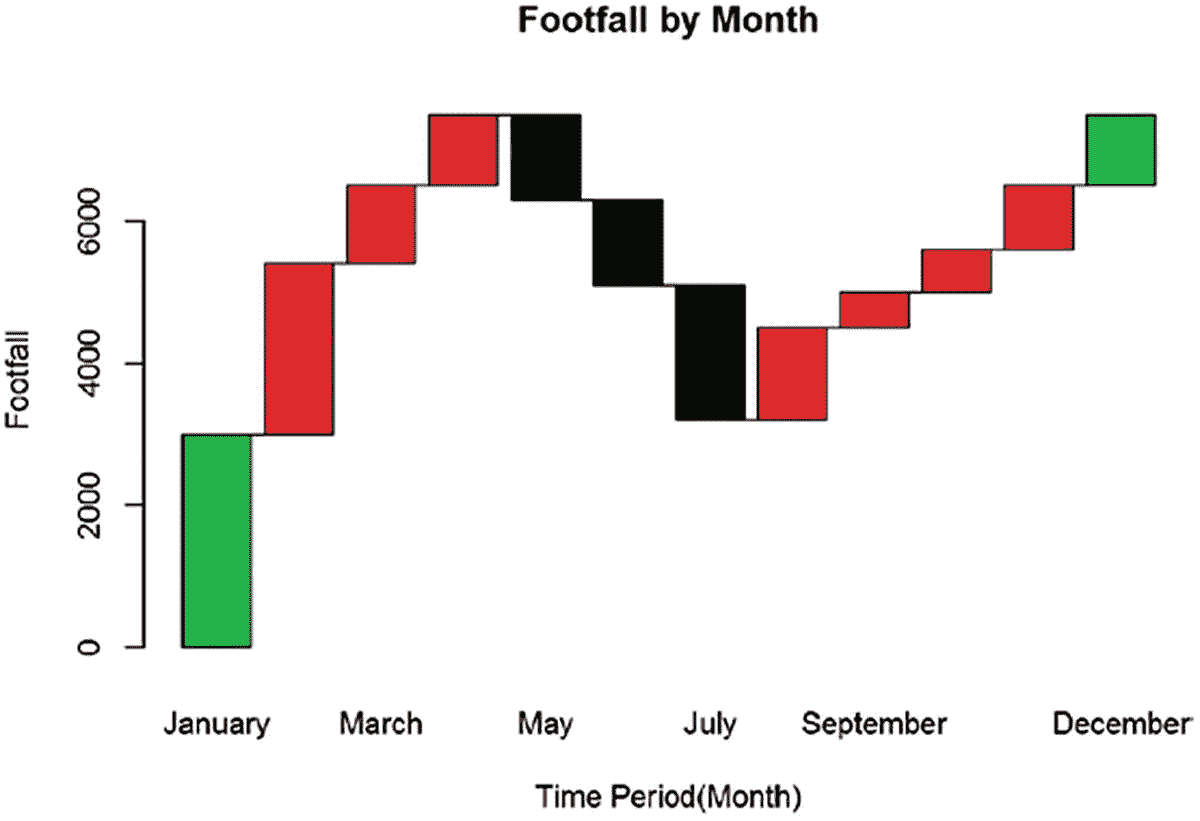 Footfall by Month
Footfall
6000
4000
2000
0
January March May July September December
Time Period(Month)